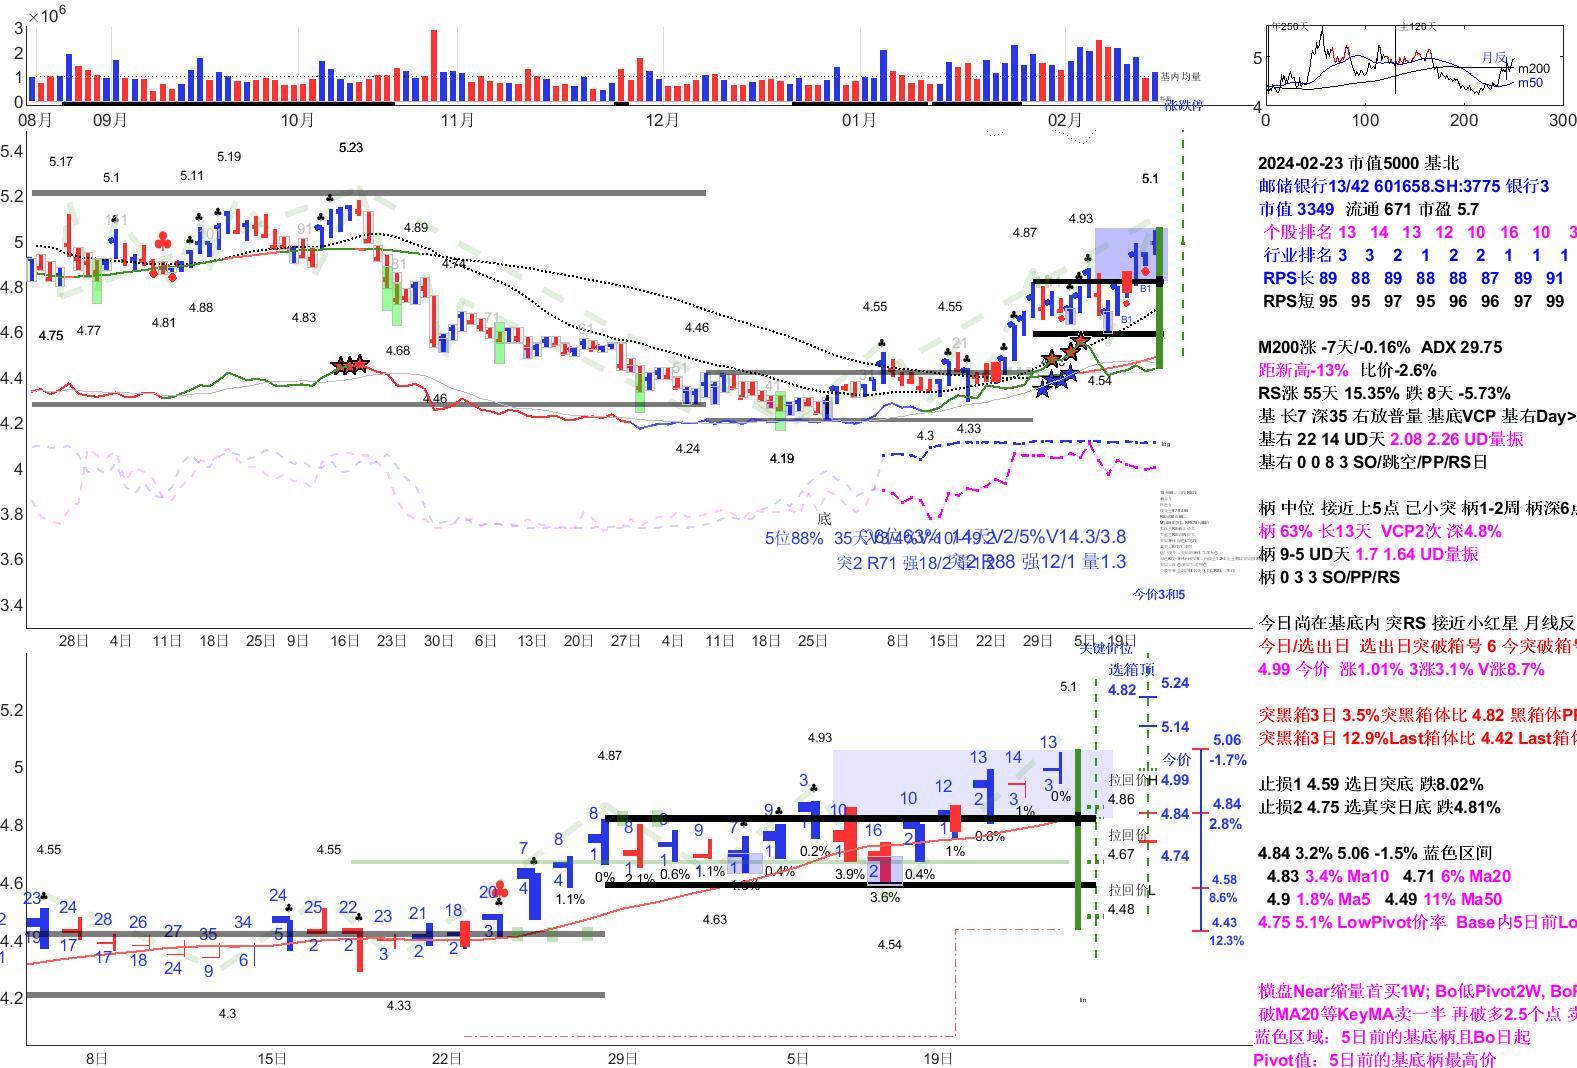 ×10⁶
3
2
1
0
基内均量
涨跌停
08月 09月 10月 11月 12月 01月 02月
年250天 主120天
5
4
月反
m200
m50
0 100 200 300
5.4
5.2
5
4.8
4.6
4.4
4.2
4
3.8
3.6
3.4
5.17 5.1 5.11 5.19 5.23 4.89 4.74 4.87 4.93 5.1
4.75 4.77 4.81 4.88 4.83 4.68 4.46 4.46 4.55 4.55
4.24 4.19 4.3 4.33 4.54
B1
B1
底
5位88%
14天V2/5%V14.3/3.8
突2 R71 强18/2
突2 R88 强12/1 量1.3
今价3和5
28日 4日 11日 18日 25日 9日 16日 23日 30日 6日 13日 20日 27日 4日 11日 18日 25日 8日 15日 22日 29日 5日 19日
关键价位
选箱顶
4.82
5.24
5.14
今价
4.99
4.84
4.74
拉回价H
4.86
拉回价
4.67
拉回价L
4.48
5.06
-1.7%
4.84
2.8%
4.58
8.6%
4.43
12.3%
5.2
5
4.8
4.6
4.4
4.2
4.55 4.55 4.87 4.93 5.1
4.3 4.33 4.63 4.54
23 24 28 26 27 35 34 24 25 22 23 21 18 20 7 8 8 8 9 7 9 3 10 16 10 12 13 14 13
19 17 17 18 24 9 6 5 2 2 3 2 2 3 4 4 1 1 1 1 1 1 2 2 1 2 3 3
1.1% 0% 2.1% 0.6% 1.1% 0.4% 0.2% 3.9% 3.6% 0.4% 1% 0.8% 1% 0%
lin
8日 15日 22日 29日 5日 19日
2024-02-23 市值5000 基北
邮储银行13/42 601658.SH:3775 银行3
市值 3349 流通 671 市盈 5.7
个股排名 13 14 13 12 10 16 10 3
行业排名 3 3 2 1 2 2 1 1 1
RPS长 89 88 89 88 88 87 89 91
RPS短 95 95 97 95 96 96 97 99
M200涨 -7天/-0.16% ADX 29.75
距新高-13% 比价-2.6%
RS涨 55天 15.35% 跌 8天 -5.73%
基 长7 深35 右放普量 基底VCP 基右Day>
基右 22 14 UD天 2.08 2.26 UD量振
基右 0 0 8 3 SO/跳空/PP/RS日
柄 中位 接近上5点 己小突 柄1-2周 柄深6点
柄 63% 长13天 VCP2次 深4.8%
柄 9-5 UD天 1.7 1.64 UD量振
柄 0 3 3 SO/PP/RS
今日尚在基底内 突RS 接近小红星 月线反
今日/选出日 选出日突破箱号 6 今突破箱号
4.99 今价 涨1.01% 3涨3.1% V涨8.7%
突黑箱3日 3.5%突黑箱体比 4.82 黑箱体P
突黑箱3日 12.9%Last箱体比 4.42 Last箱体
止损1 4.59 选日突底 跌8.02%
止损2 4.75 选真突日底 跌4.81%
4.84 3.2% 5.06 -1.5% 蓝色区间
4.83 3.4% Ma10 4.71 6% Ma20
4.9 1.8% Ma5 4.49 11% Ma50
4.75 5.1% LowPivot价率 Base内5日前Lo
横盘Near缩量首买1W; Bo低Pivot2W, Bo
破MA20等KeyMA卖一半 再破多2.5个点 卖
蓝色区域：5日前的基底柄且Bo日起
Pivot值：5日前的基底柄最高价